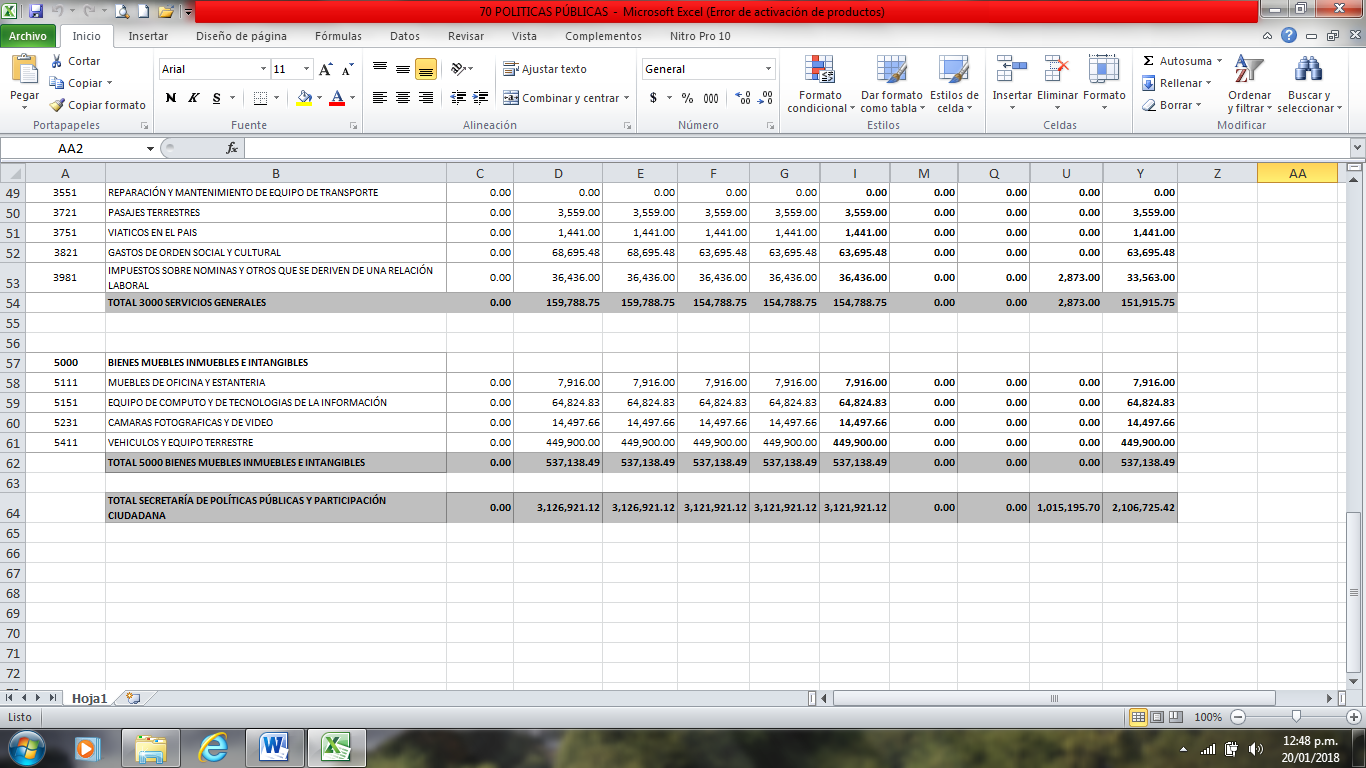 70 POLITICAS PÚBLICAS - Microsoft Excel (Error de activación de productos)
Archivo Inicio Insertar Diseño de página Fórmulas Datos Revisar Vista Complementos Nitro Pro 10
Pegar
Cortar
Copiar
Copiar formato
Portapapeles
Arial 11
N K S
Fuente
Ajustar texto
Combinar y centrar
Alineación
General
$ % 000
Número
Formato condicional
Dar formato como tabla
Estilos de celda
Estilos
Insertar Eliminar Formato
Celdas
Σ Autosuma
Rellenar
Borrar
Ordenar y filtrar
Buscar y seleccionar
Modificar
AA2 fx
A B C D E F G I M Q U Y Z AA
49 3551 REPARACIÓN Y MANTENIMIENTO DE EQUIPO DE TRANSPORTE 0.00 0.00 0.00 0.00 0.00 0.00 0.00 0.00 0.00 0.00
50 3721 PASAJES TERRESTRES 0.00 3,559.00 3,559.00 3,559.00 3,559.00 3,559.00 0.00 0.00 0.00 3,559.00
51 3751 VIATICOS EN EL PAIS 0.00 1,441.00 1,441.00 1,441.00 1,441.00 1,441.00 0.00 0.00 0.00 1,441.00
52 3821 GASTOS DE ORDEN SOCIAL Y CULTURAL 0.00 68,695.48 68,695.48 63,695.48 63,695.48 63,695.48 0.00 0.00 0.00 63,695.48
53 3981 IMPUESTOS SOBRE NOMINAS Y OTROS QUE SE DERIVEN DE UNA RELACIÓN LABORAL 0.00 36,436.00 36,436.00 36,436.00 36,436.00 36,436.00 0.00 0.00 2,873.00 33,563.00
54 TOTAL 3000 SERVICIOS GENERALES 0.00 159,788.75 159,788.75 154,788.75 154,788.75 154,788.75 0.00 0.00 2,873.00 151,915.75
55
56
57 5000 BIENES MUEBLES INMUEBLES E INTANGIBLES
58 5111 MUEBLES DE OFICINA Y ESTANTERIA 0.00 7,916.00 7,916.00 7,916.00 7,916.00 7,916.00 0.00 0.00 0.00 7,916.00
59 5151 EQUIPO DE COMPUTO Y DE TECNOLOGIAS DE LA INFORMACIÓN 0.00 64,824.83 64,824.83 64,824.83 64,824.83 64,824.83 0.00 0.00 0.00 64,824.83
60 5231 CAMARAS FOTOGRAFICAS Y DE VIDEO 0.00 14,497.66 14,497.66 14,497.66 14,497.66 14,497.66 0.00 0.00 0.00 14,497.66
61 5411 VEHICULOS Y EQUIPO TERRESTRE 0.00 449,900.00 449,900.00 449,900.00 449,900.00 449,900.00 0.00 0.00 0.00 449,900.00
62 TOTAL 5000 BIENES MUEBLES INMUEBLES E INTANGIBLES 0.00 537,138.49 537,138.49 537,138.49 537,138.49 537,138.49 0.00 0.00 0.00 537,138.49
63
64 TOTAL SECRETARÍA DE POLÍTICAS PÚBLICAS Y PARTICIPACIÓN CIUDADANA 0.00 3,126,921.12 3,126,921.12 3,121,921.12 3,121,921.12 3,121,921.12 0.00 0.00 1,015,195.70 2,106,725.42
65
66
67
68
69
70
71
72
Hoja1
Listo 100%
12:48 p.m.
20/01/2018